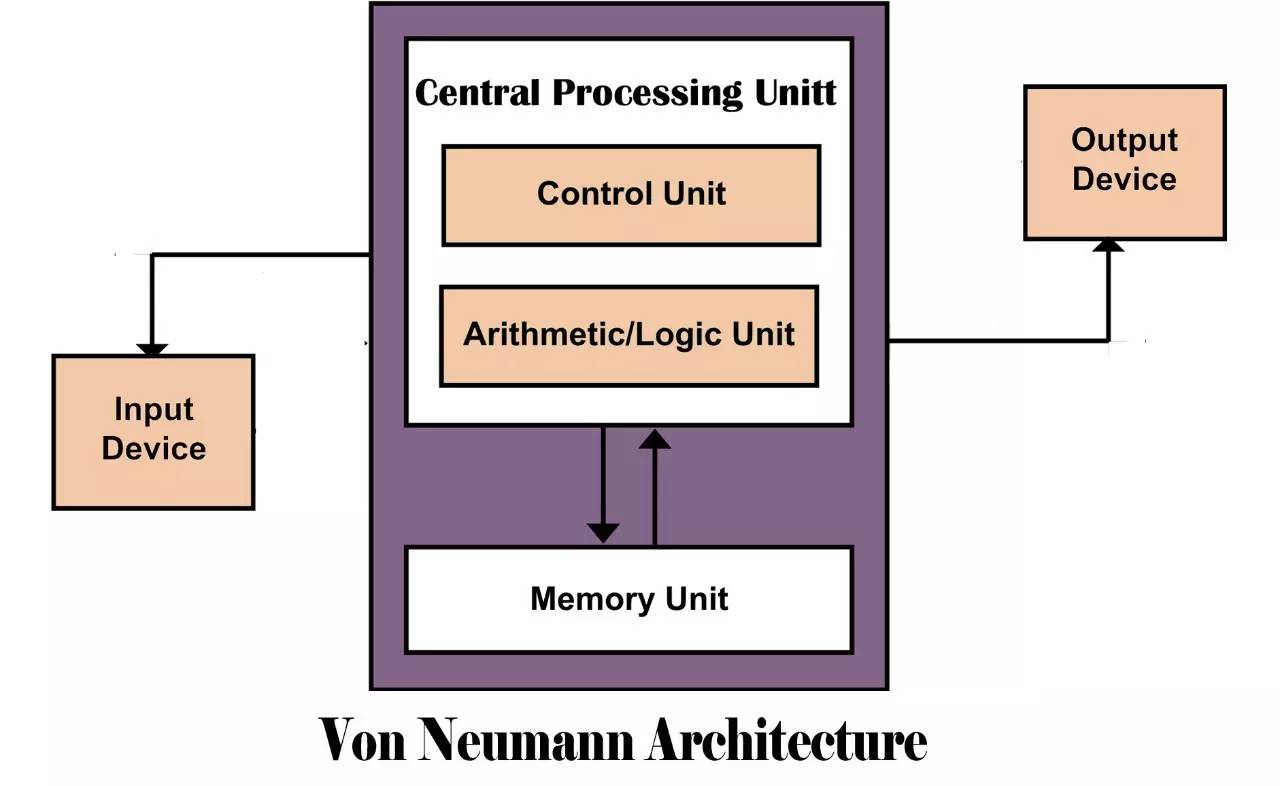 Central Processing Unitt
Control Unit
Arithmetic/Logic Unit
Output
Device
Input
Device
Memory Unit
Von Neumann Architecture